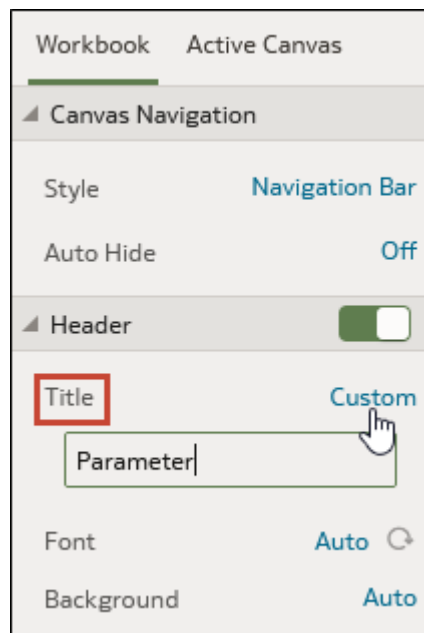 Workbook Active Canvas
Canvas Navigation
Style Navigation Bar
Auto Hide Off
Header
Title Custom
Parameter
Font Auto
Background Auto